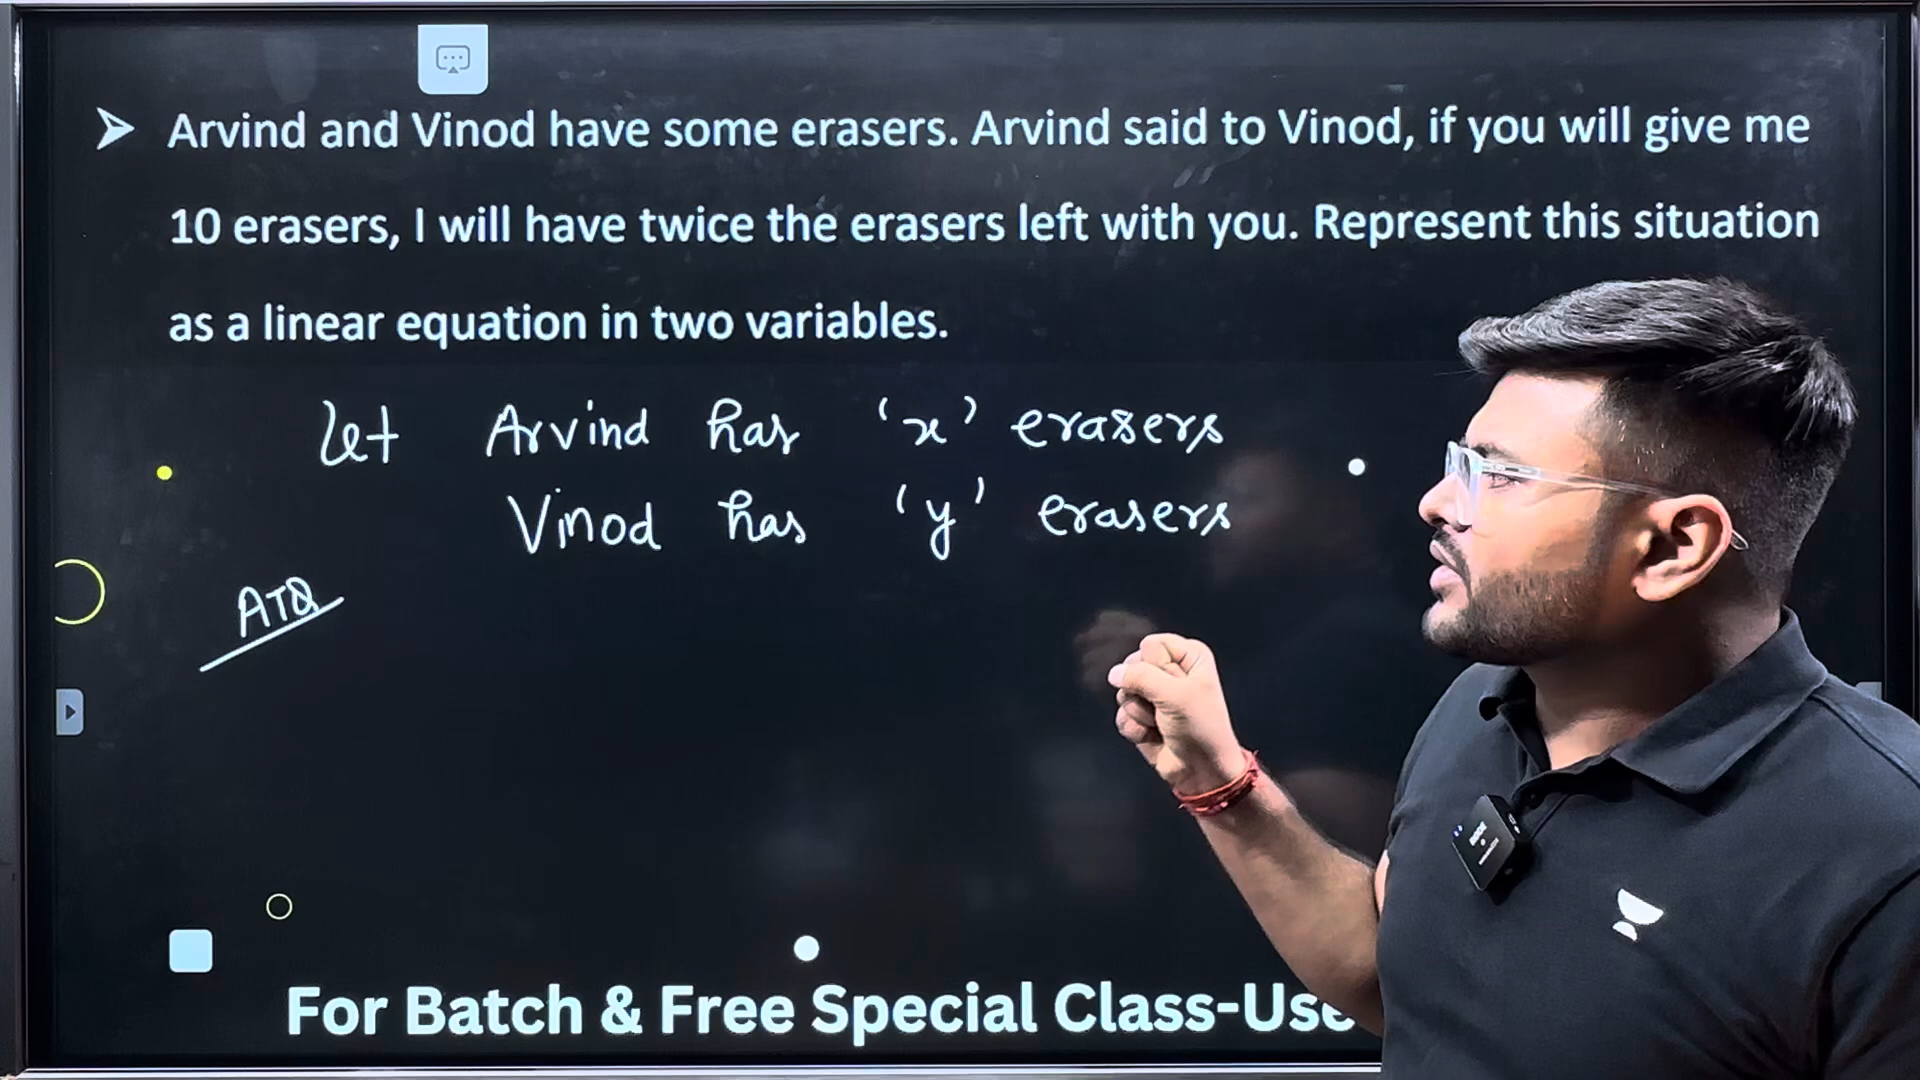 ➤ Arvind and Vinod have some erasers. Arvind said to Vinod, if you will give me
10 erasers, I will have twice the erasers left with you. Represent this situation
as a linear equation in two variables.
let Arvind has 'x' erasers
Vinod has 'y' erasers
ATQ
For Batch & Free Special Class-Use